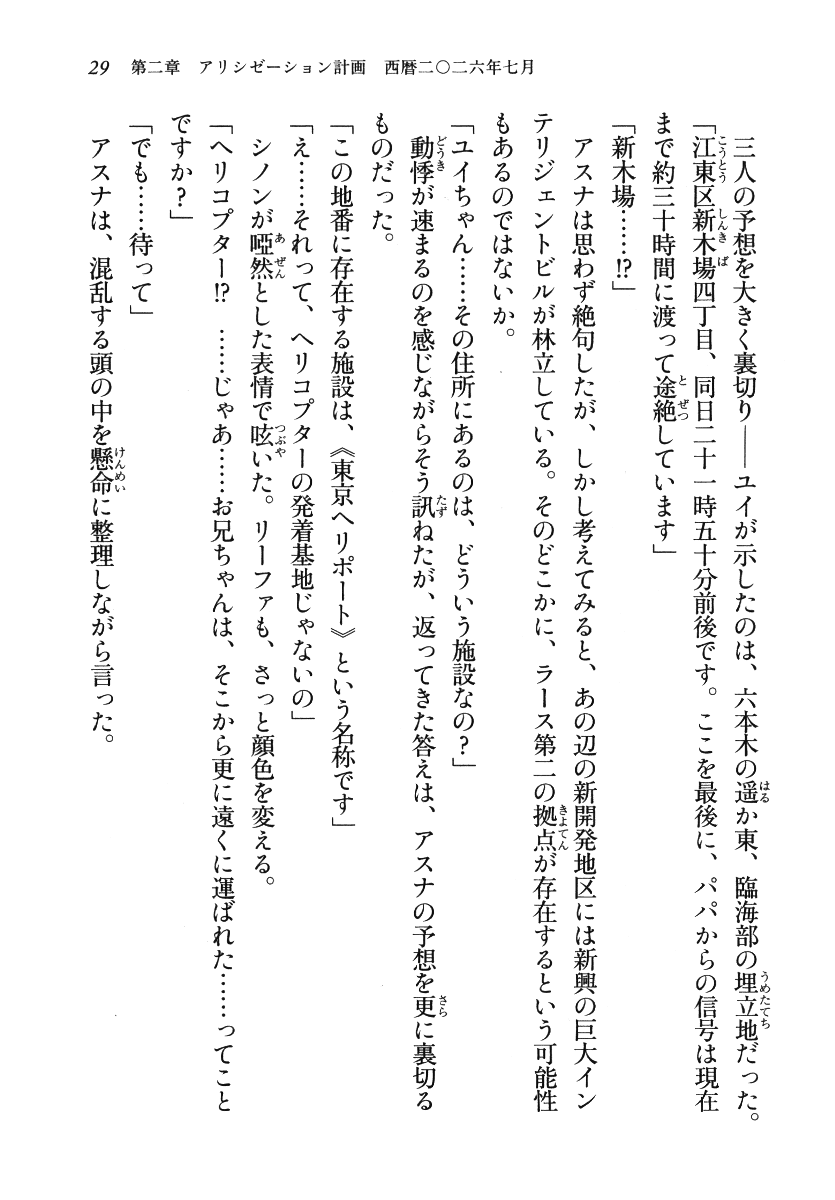 29　第二章　アリシゼーション計画　西暦二〇二六年七月
　三人の予想を大きく裏切り――ユイが示したのは、六本木の遥か東、臨海部の埋立地だった。
「江東区新木場四丁目、同日二十一時五十分前後です。ここを最後に、パパからの信号は現在
まで約三十時間に渡って途絶しています」
「新木場……!?」
　アスナは思わず絶句したが、しかし考えてみると、あの辺の新開発地区には新興の巨大イン
テリジェントビルが林立している。そのどこかに、ラース第二の拠点が存在するという可能性
もあるのではないか。
「ユイちゃん……その住所にあるのは、どういう施設なの？」
　動悸が速まるのを感じながらそう訊ねたが、返ってきた答えは、アスナの予想を更に裏切る
ものだった。
「この地番に存在する施設は、《東京ヘリポート》という名称です」
「え……それって、ヘリコプターの発着基地じゃないの」
　シノンが啞然とした表情で呟いた。リーファも、さっと顔色を変える。
「ヘリコプター!?　……じゃあ……お兄ちゃんは、そこから更に遠くに運ばれた……ってこと
ですか？」
「でも……待って」
　アスナは、混乱する頭の中を懸命に整理しながら言った。